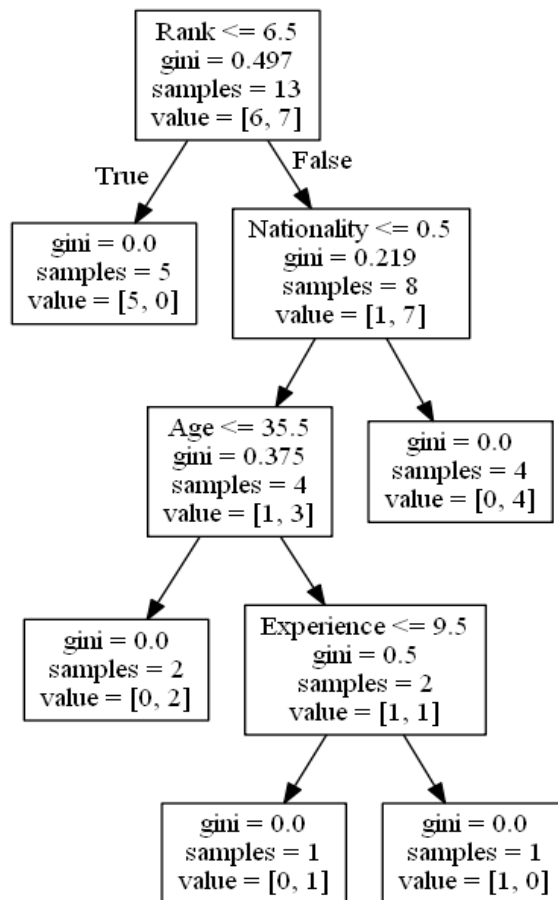 Rank <= 6.5
gini = 0.497
samples = 13
value = [6, 7]
True
False
gini = 0.0
samples = 5
value = [5, 0]
Nationality <= 0.5
gini = 0.219
samples = 8
value = [1, 7]
Age <= 35.5
gini = 0.375
samples = 4
value = [1, 3]
gini = 0.0
samples = 4
value = [0, 4]
gini = 0.0
samples = 2
value = [0, 2]
Experience <= 9.5
gini = 0.5
samples = 2
value = [1, 1]
gini = 0.0
samples = 1
value = [0, 1]
gini = 0.0
samples = 1
value = [1, 0]